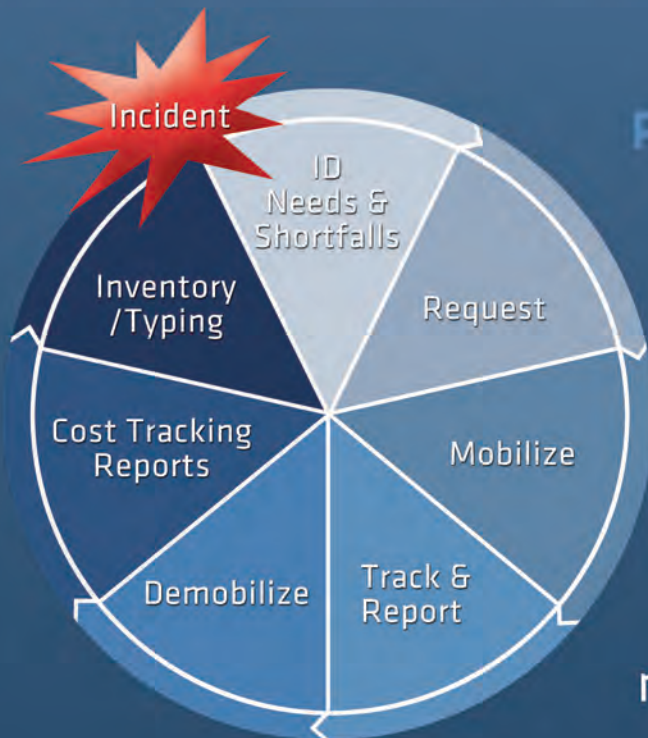 Incident
ID
Needs &
Shortfalls
Request
Mobilize
Track &
Report
Demobilize
Cost Tracking
Reports
Inventory
/Typing